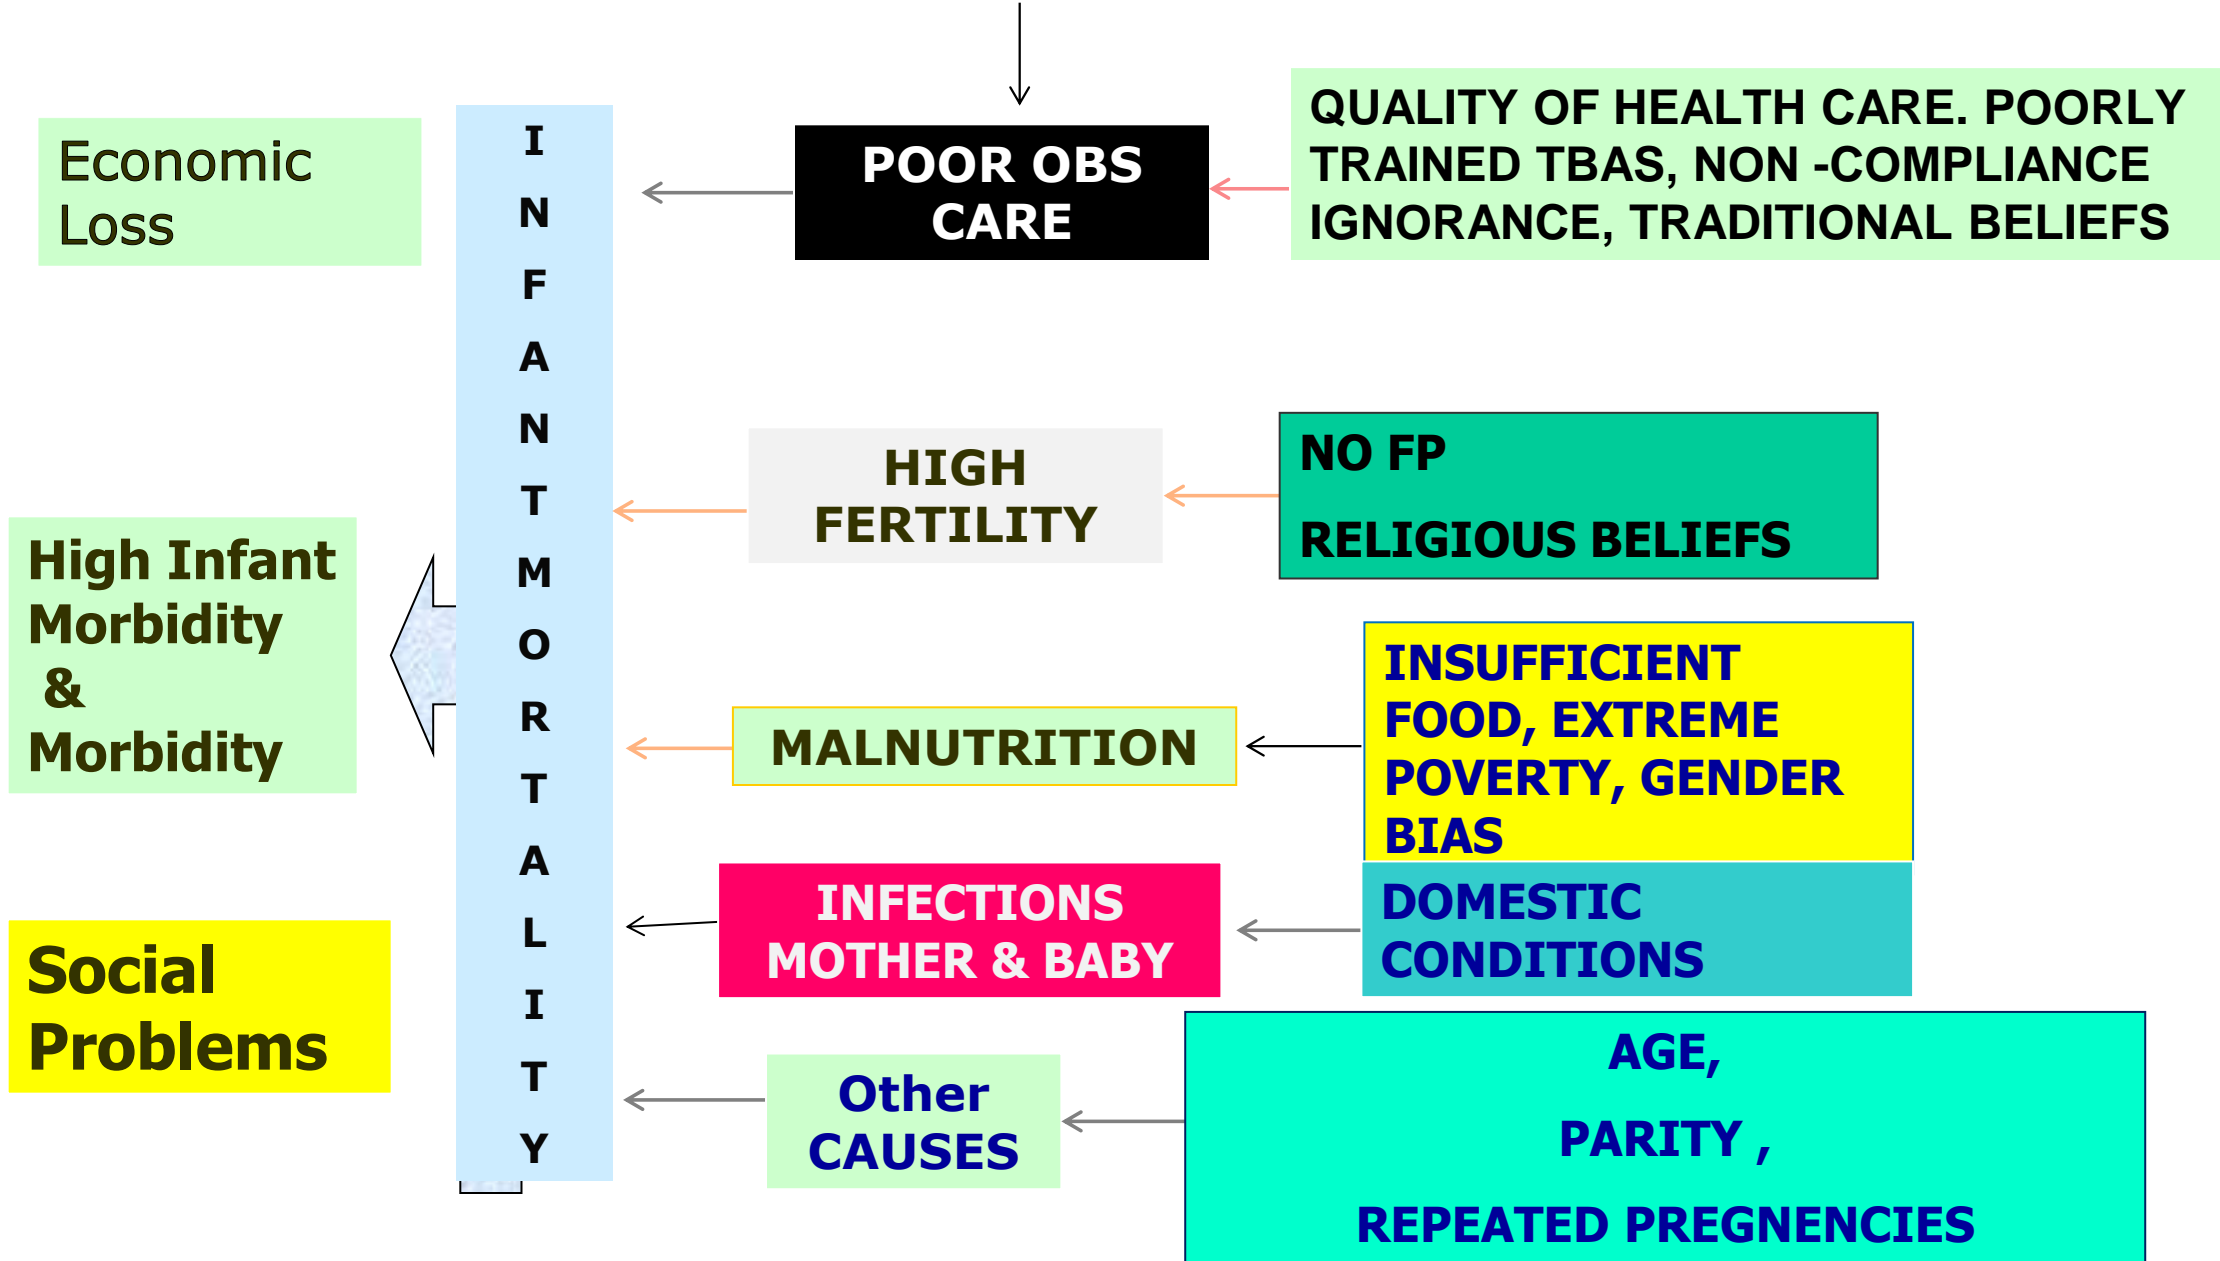 Economic
Loss
High Infant
Morbidity
&
Morbidity
Social
Problems
I
N
F
A
N
T
M
O
R
T
A
L
I
T
Y
POOR OBS
CARE
QUALITY OF HEALTH CARE. POORLY
TRAINED TBAS, NON -COMPLIANCE
IGNORANCE, TRADITIONAL BELIEFS
HIGH
FERTILITY
NO FP
RELIGIOUS BELIEFS
MALNUTRITION
INSUFFICIENT
FOOD, EXTREME
POVERTY, GENDER
BIAS
INFECTIONS
MOTHER & BABY
DOMESTIC
CONDITIONS
Other
CAUSES
AGE,
PARITY ,
REPEATED PREGNENCIES